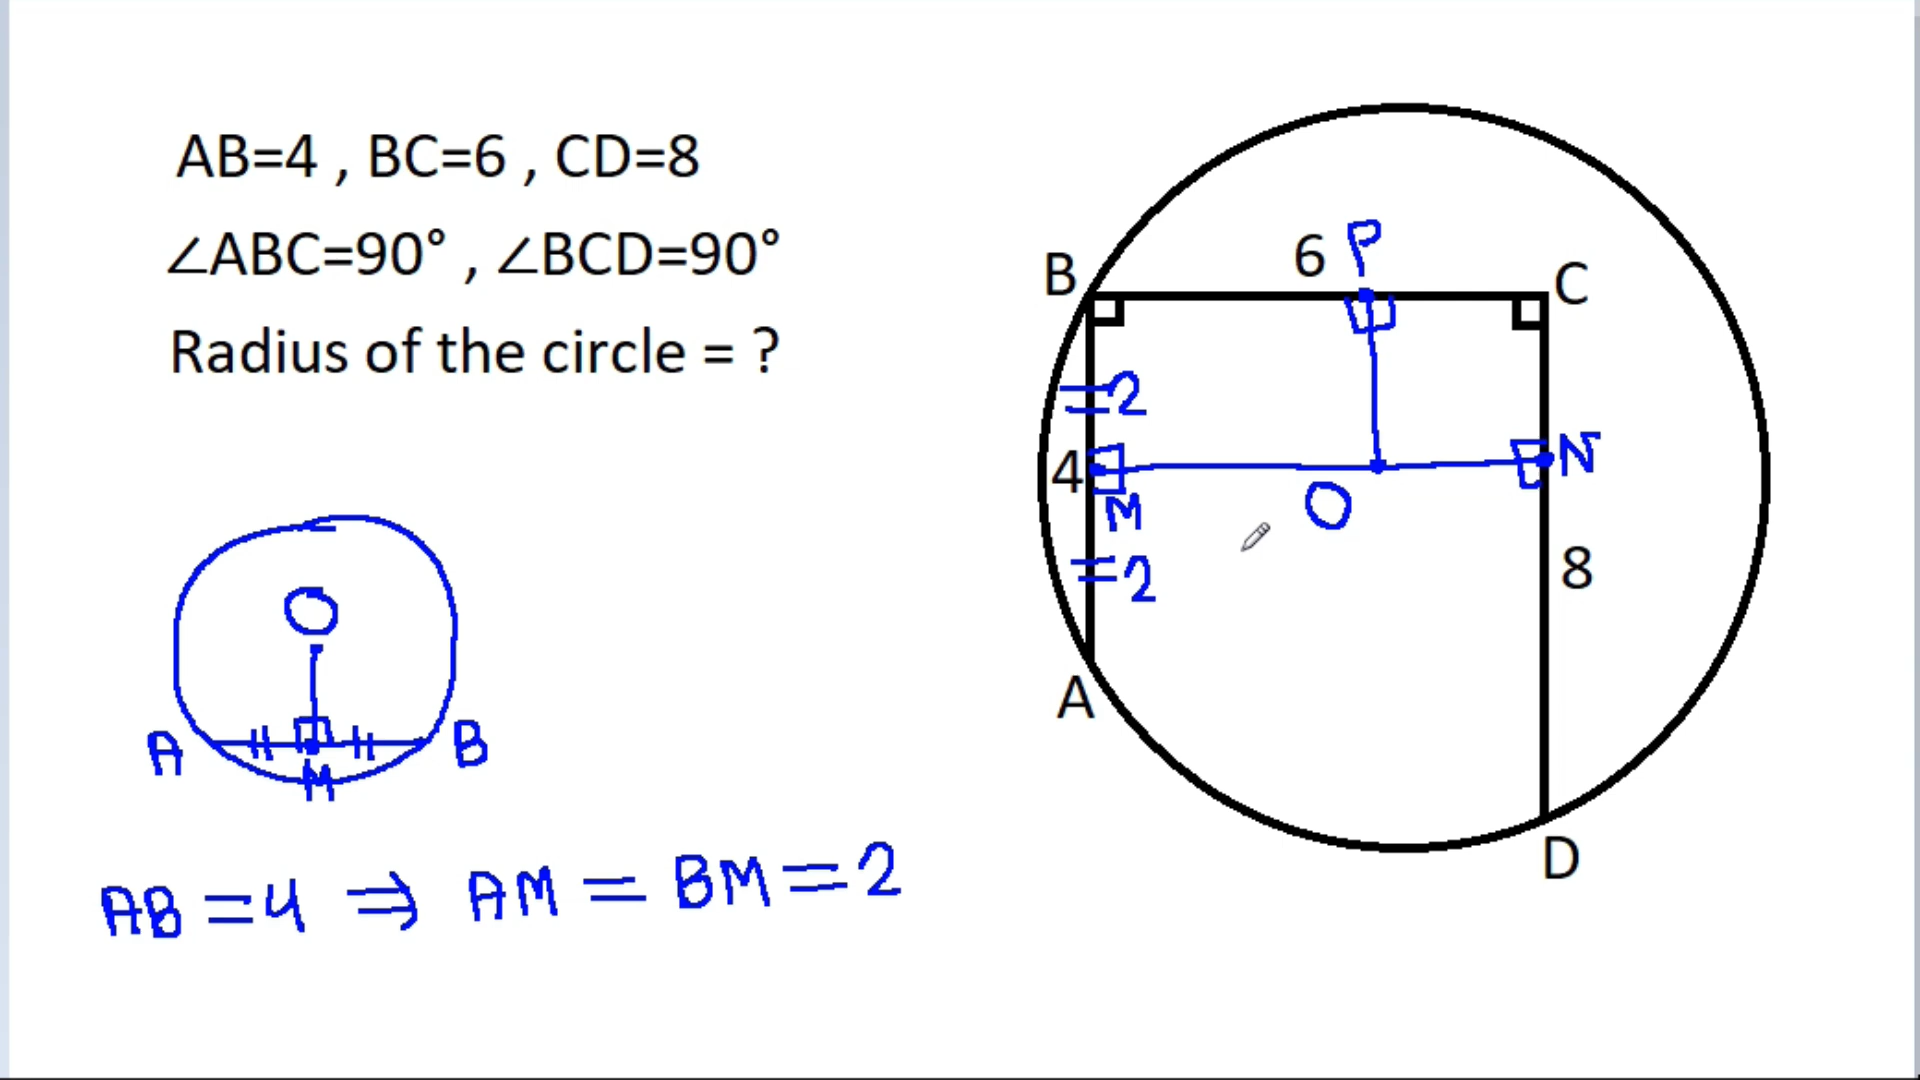 AB=4 , BC=6 , CD=8
∠ABC=90° , ∠BCD=90°
Radius of the circle = ?
O
A
B
M
AB = 4 ⇒ AM = BM = 2
B
6
P
C
=2
4
M
O
N
=2
8
A
D